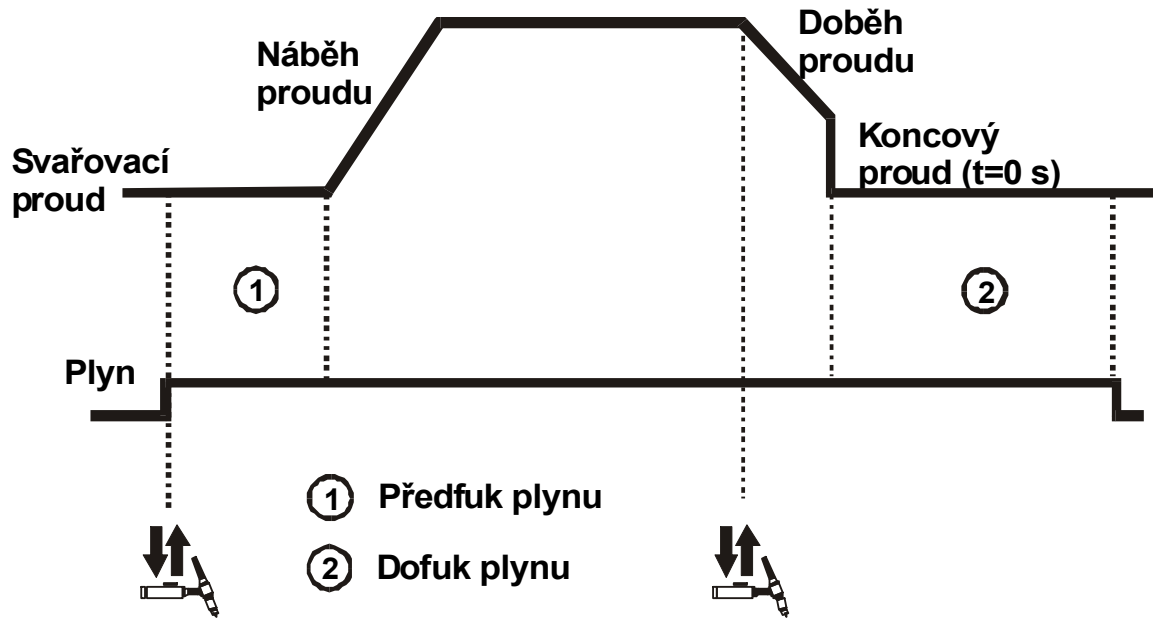 Náběh
proudu
Doběh
proudu
Svařovací
proud
Koncový
proud (t=0 s)
1
2
Plyn
1 Předfuk plynu
2 Dofuk plynu